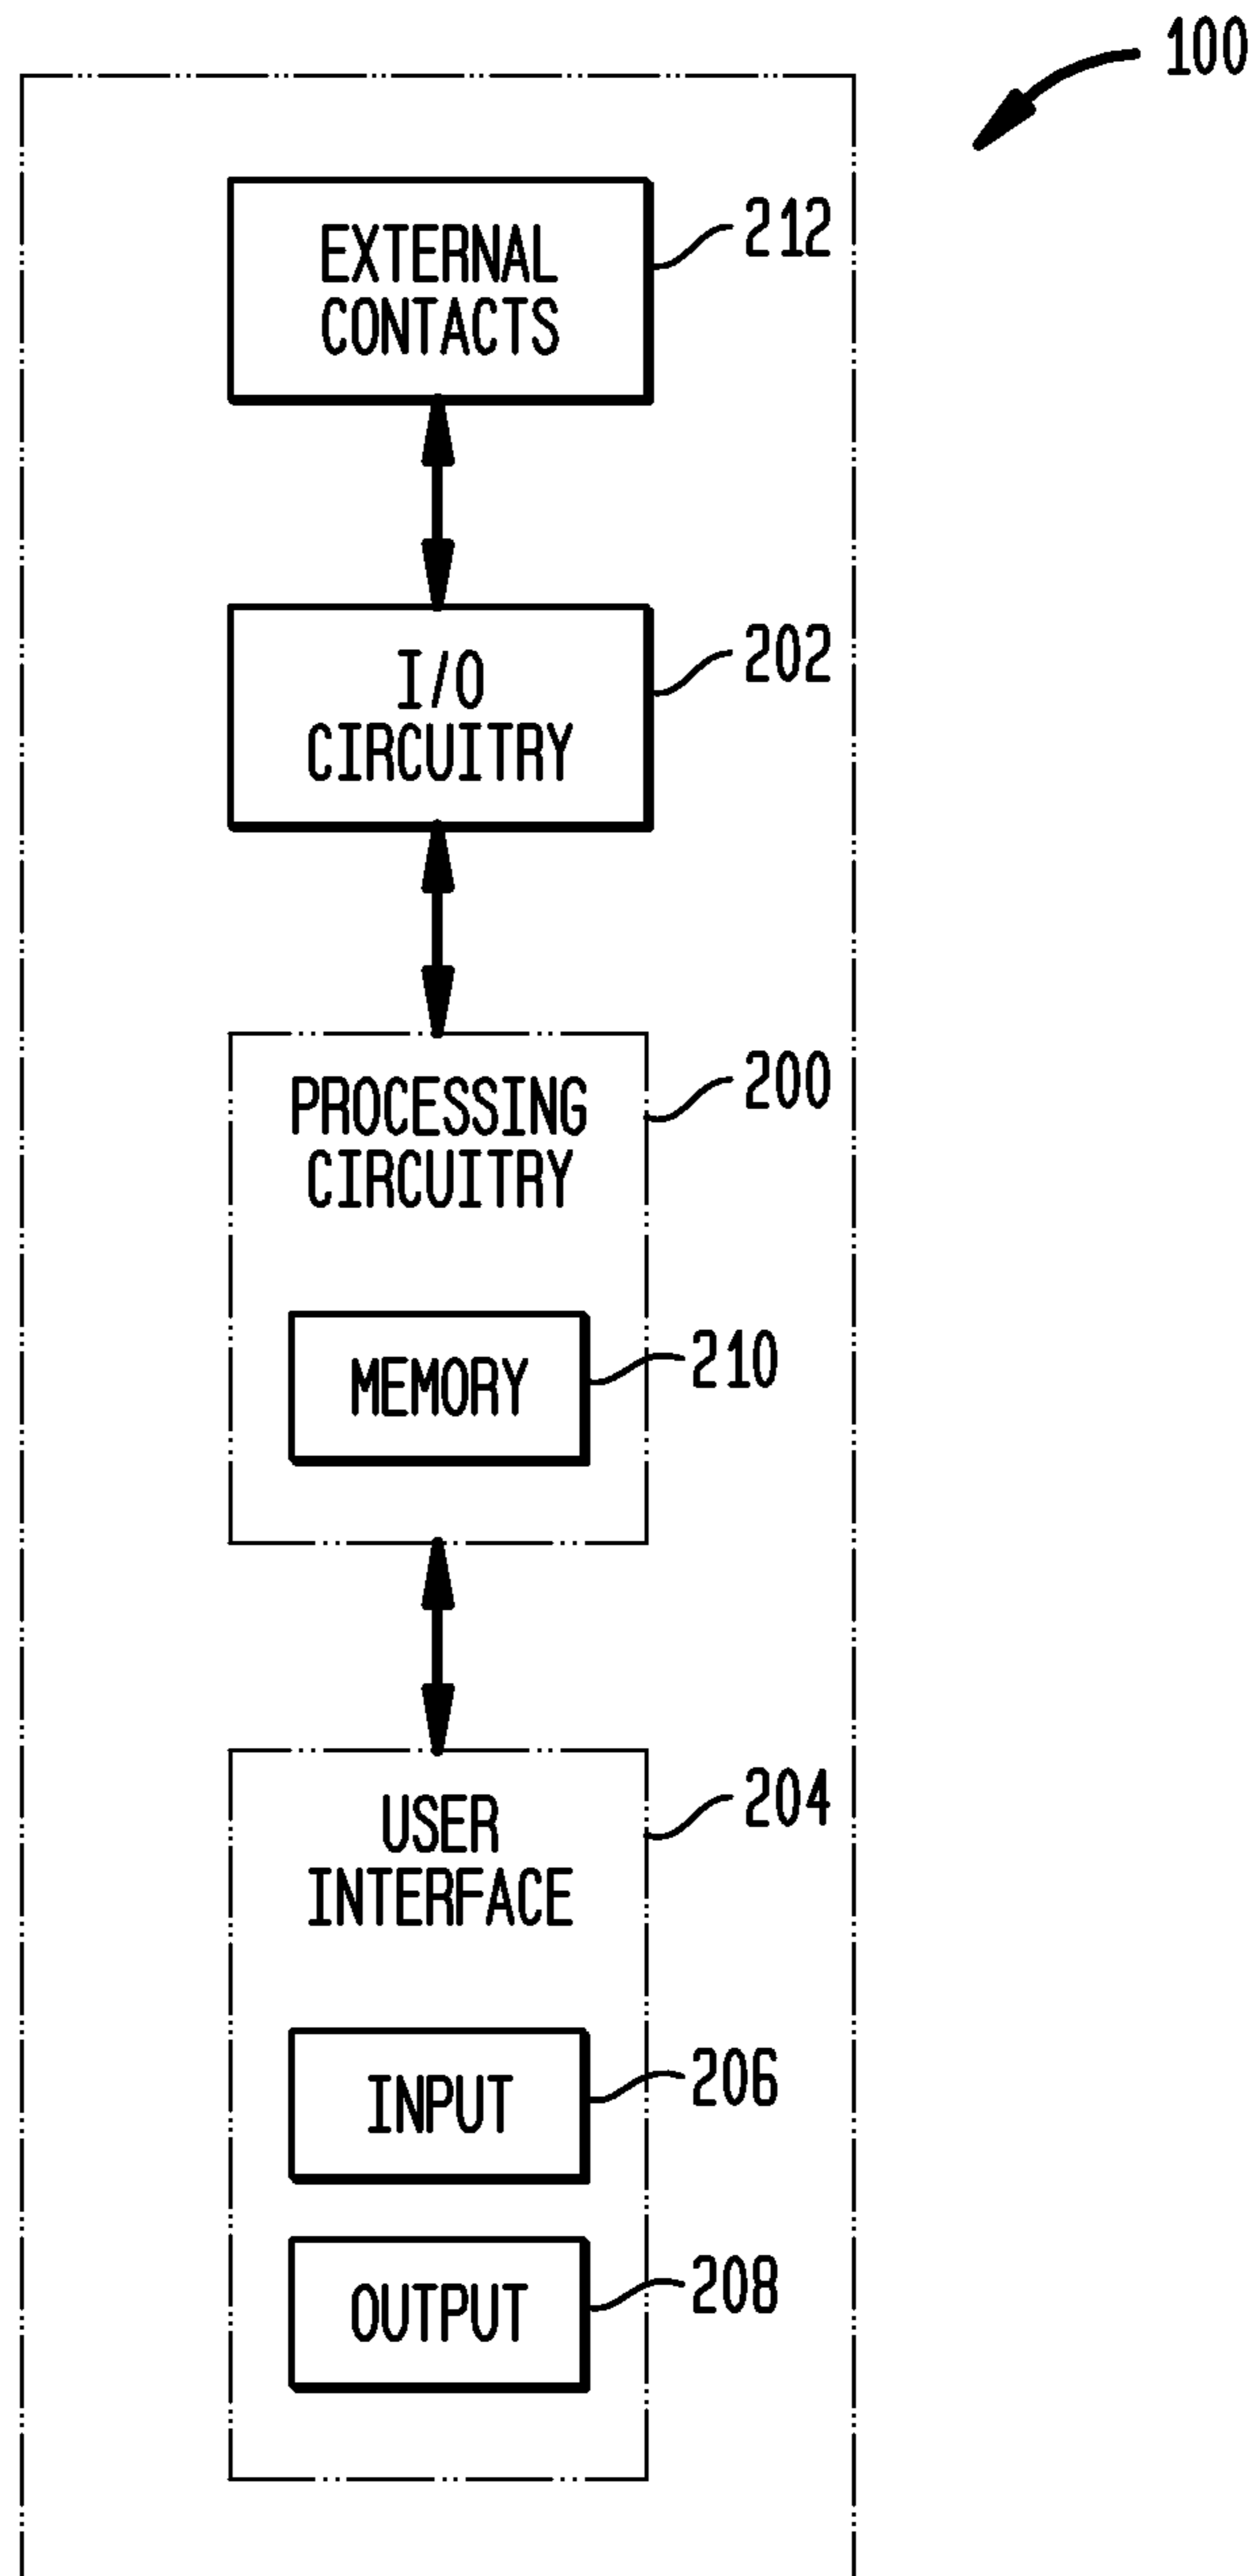 100
EXTERNAL
CONTACTS
212
I/O
CIRCUITRY
202
PROCESSING
CIRCUITRY
200
MEMORY
210
USER
INTERFACE
204
INPUT
206
OUTPUT
208